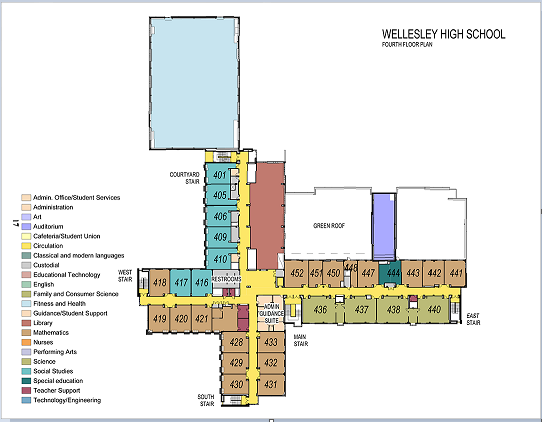 WELLESLEY HIGH SCHOOL
FOURTH FLOOR PLAN
COURTYARD
STAIR
401
405
406
409
410
GREEN ROOF
WEST
STAIR
418
417
416
RESTROOMS
452
451
450
448
447
444
443
442
441
419
420
421
ADMIN
GUIDANCE
SUITE
436
437
438
440
EAST
STAIR
MAIN
STAIR
428
433
429
432
430
431
SOUTH
STAIR
Admin. Office/Student Services
Administration
Art
Auditorium
Cafeteria/Student Union
Circulation
Classical and modern languages
Custodial
Educational Technology
English
Family and Consumer Science
Fitness and Health
Guidance/Student Support
Library
Mathematics
Nurses
Performing Arts
Science
Social Studies
Special education
Teacher Support
Technology/Engineering
17